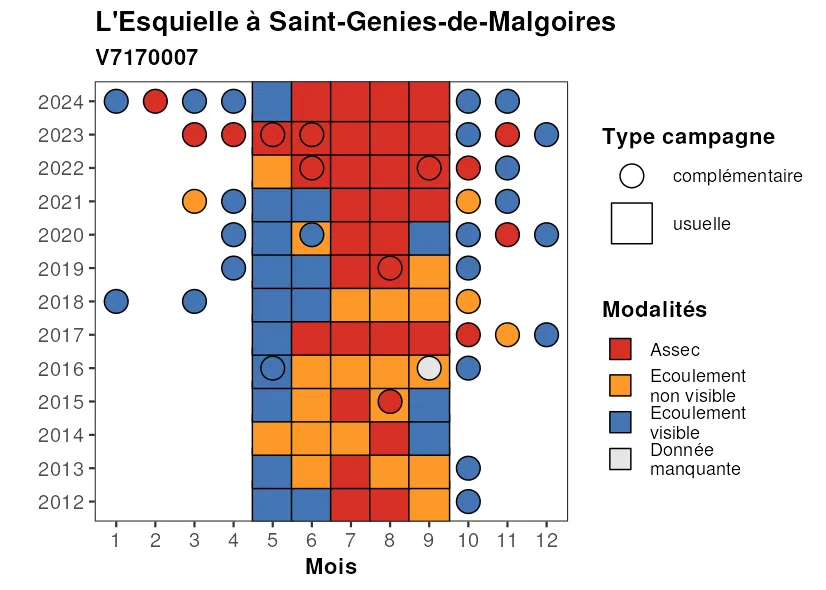 L'Esquielle à Saint-Genies-de-Malgoires
V7170007
2024
2023
2022
2021
2020
2019
2018
2017
2016
2015
2014
2013
2012
1 2 3 4 5 6 7 8 9 10 11 12
Mois
Type campagne
complémentaire
usuelle
Modalités
Assec
Ecoulement
non visible
Ecoulement
visible
Donnée
manquante